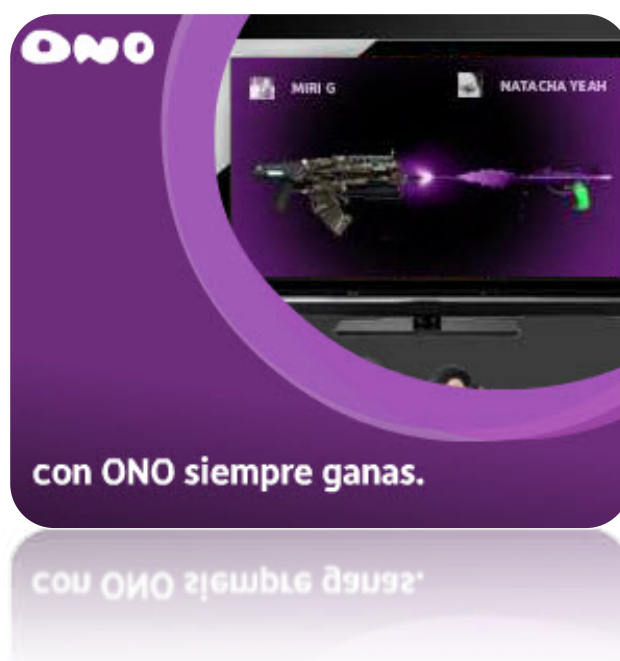 ONO
MIRI G
NATACHA YEAH
con ONO siempre ganas.
con ONO siempre ganas.